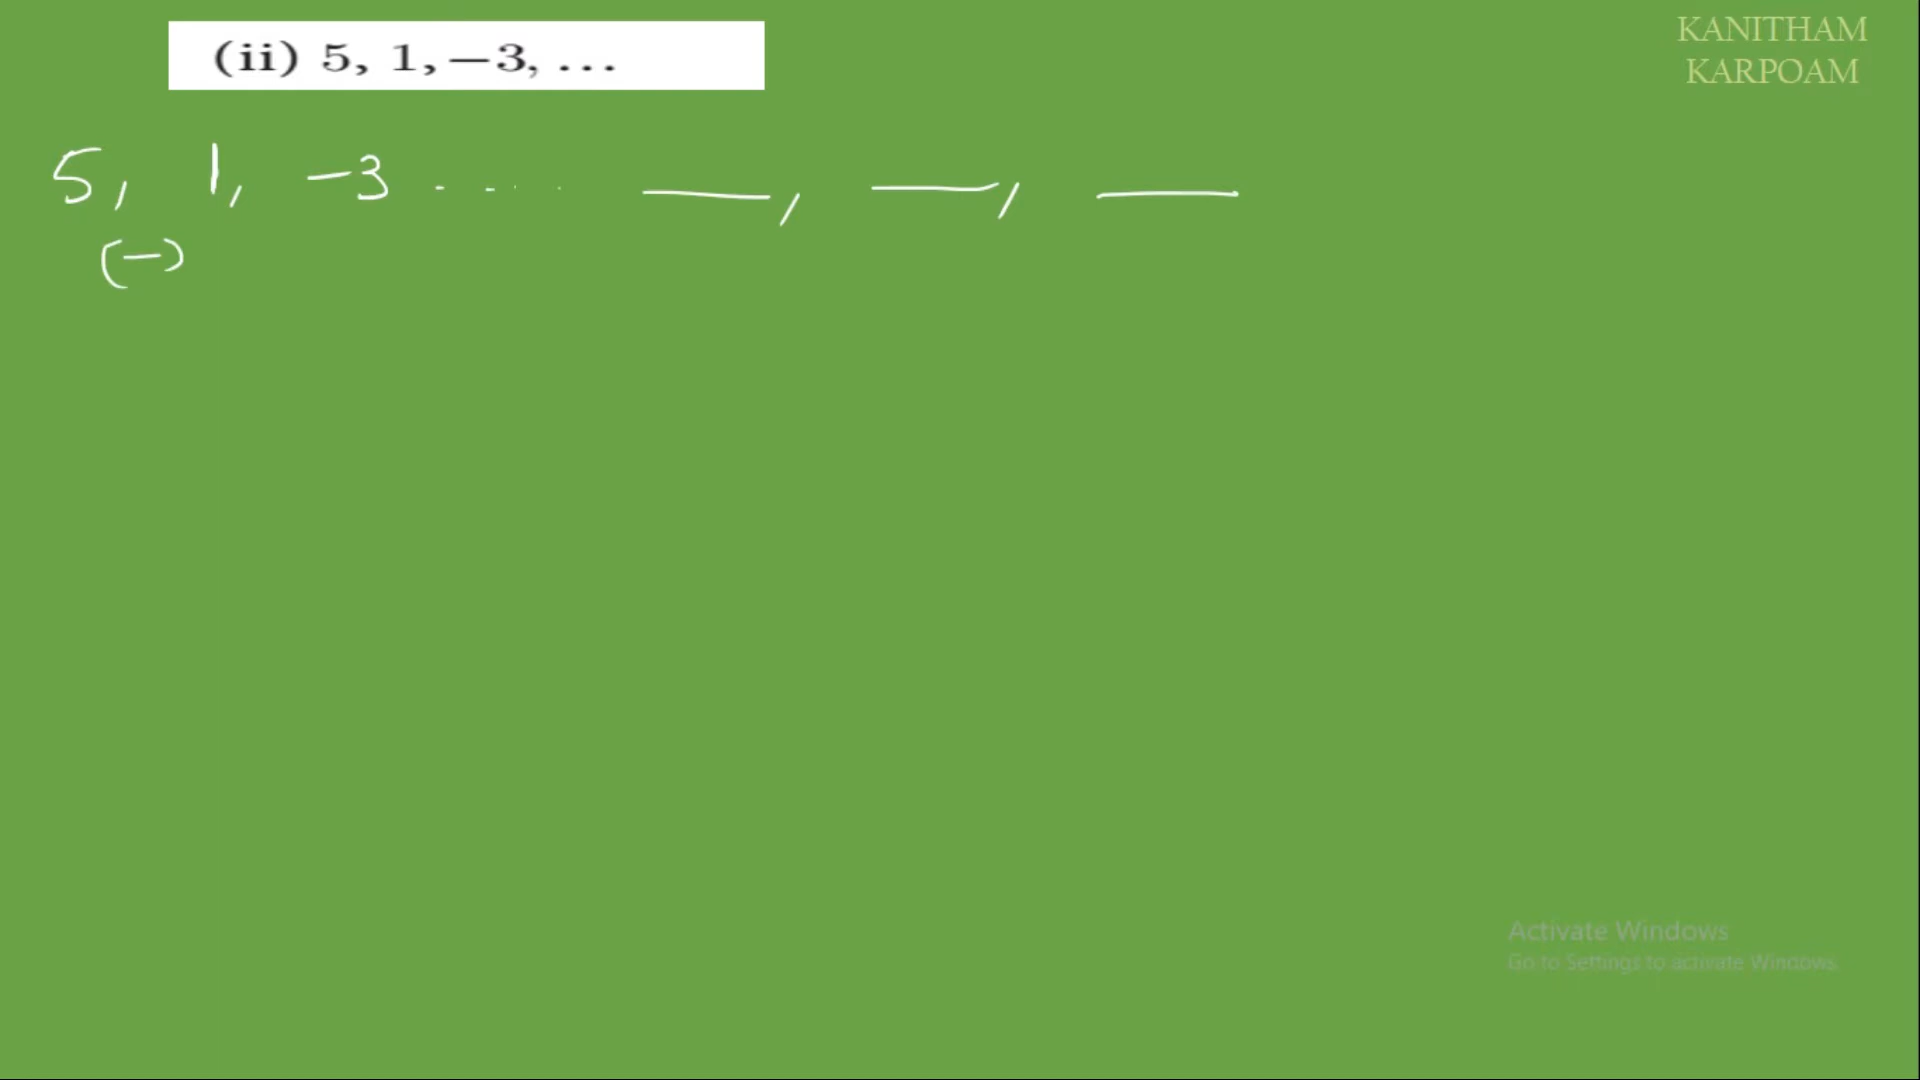 (ii) 5, 1, −3, ...
KANITHAM
KARPOAM
5, 1, −3 .... ___, ___, ___
(−)
Activate Windows
Go to Settings to activate Windows